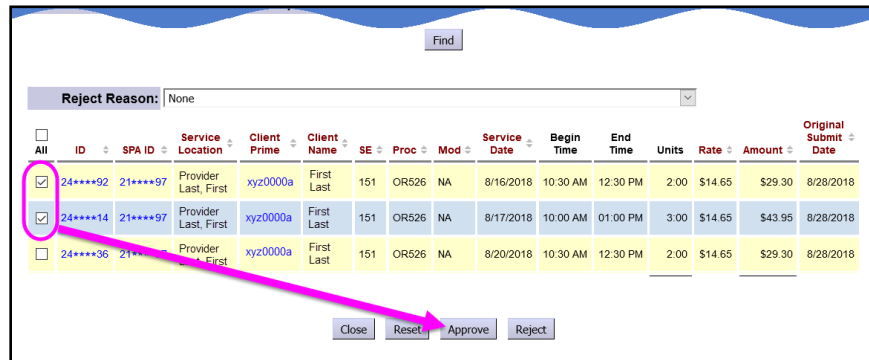 Find
Reject Reason: None
All ID SPA ID Service Location Client Prime Client Name SE Proc Mod Service Date Begin Time End Time Units Rate Amount Original Submit Date
24****92 21****97 Provider Last, First xyz0000a First Last 151 OR526 NA 8/16/2018 10:30 AM 12:30 PM 2:00 $14.65 $29.30 8/28/2018
24****14 21****97 Provider Last, First xyz0000a First Last 151 OR526 NA 8/17/2018 10:00 AM 01:00 PM 3:00 $14.65 $43.95 8/28/2018
24****36 Provider First xyz0000a First Last 151 OR526 NA 8/20/2018 10:30 AM 12:30 PM 2:00 $14.65 $29.30 8/28/2018
Close Reset Approve Reject